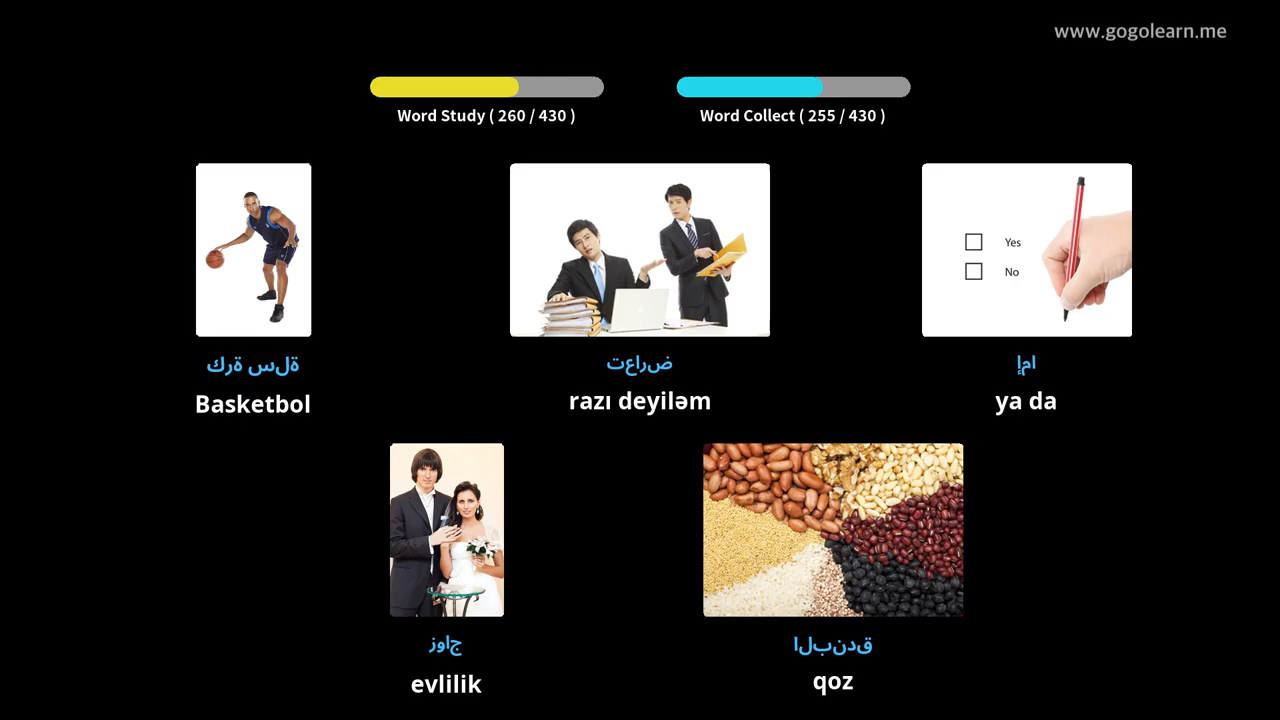 www.gogolearn.me
Word Study ( 260 / 430 )
Word Collect ( 255 / 430 )
كرة سلة
Basketbol
تعارض
razı deyiləm
Yes
No
إما
ya da
زواج
evlilik
البندق
qoz